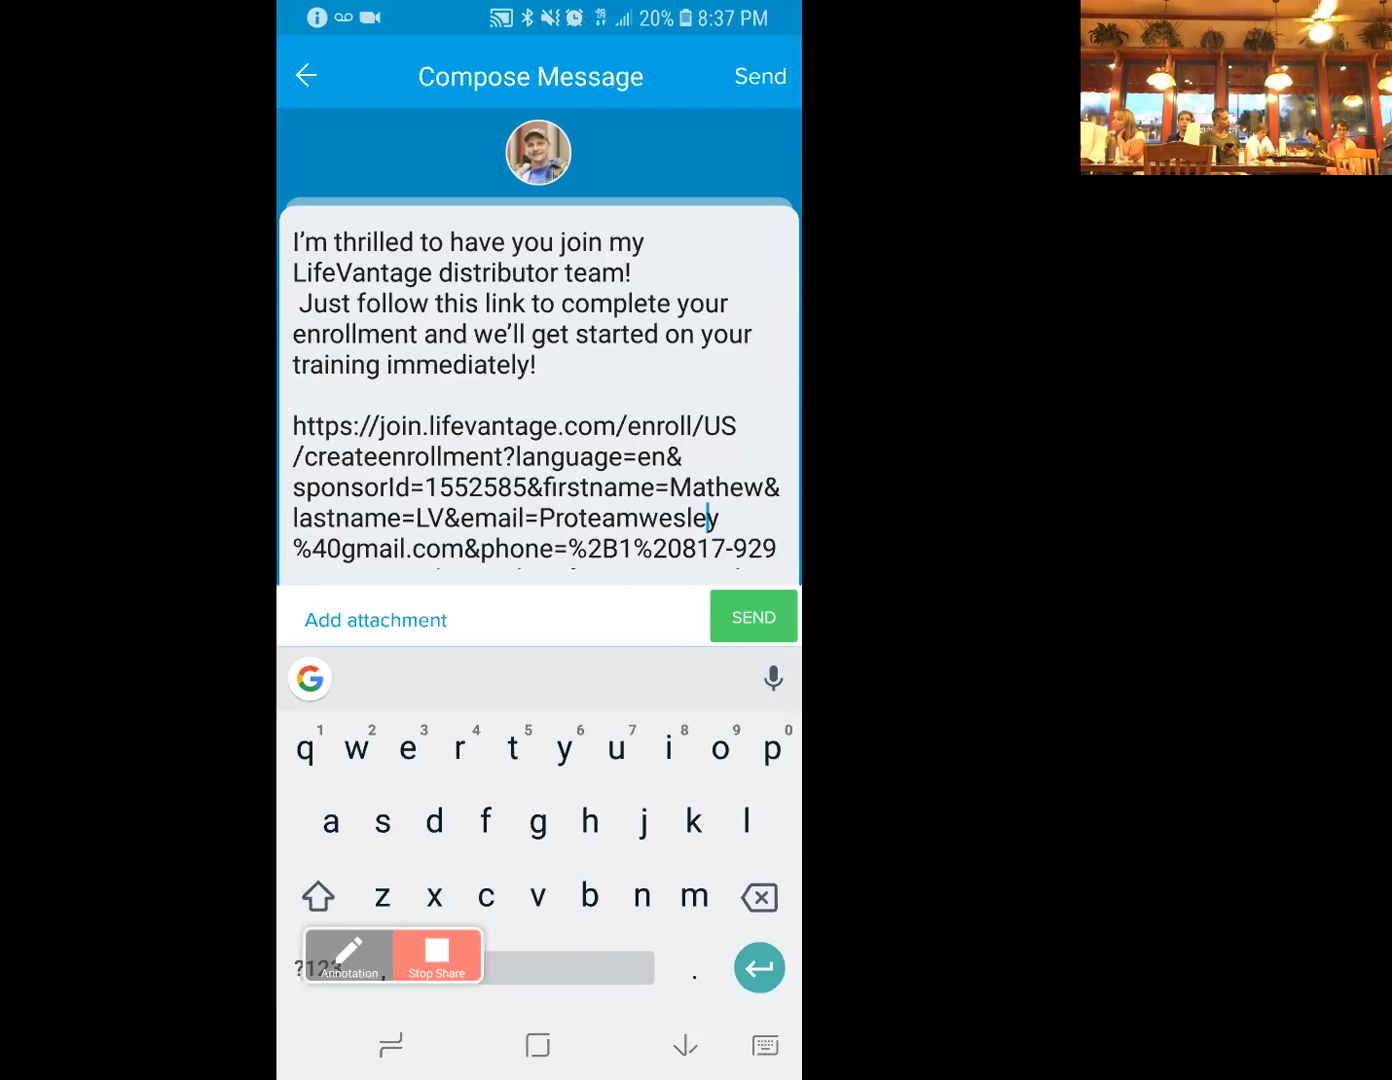 20% 8:37 PM
Compose Message
Send
I'm thrilled to have you join my
LifeVantage distributor team!
Just follow this link to complete your
enrollment and we'll get started on your
training immediately!
https://join.lifevantage.com/enroll/US
/createenrollment?language=en&
sponsorId=1552585&firstname=Mathew&
lastname=LV&email=Proteamwesley
%40gmail.com&phone=%2B1%20817-929
Add attachment
SEND
G
1 2 3 4 5 6 7 8 9 0
q w e r t y u i o p
a s d f g h j k l
z x c v b n m
?123 , .
Annotation Stop Share